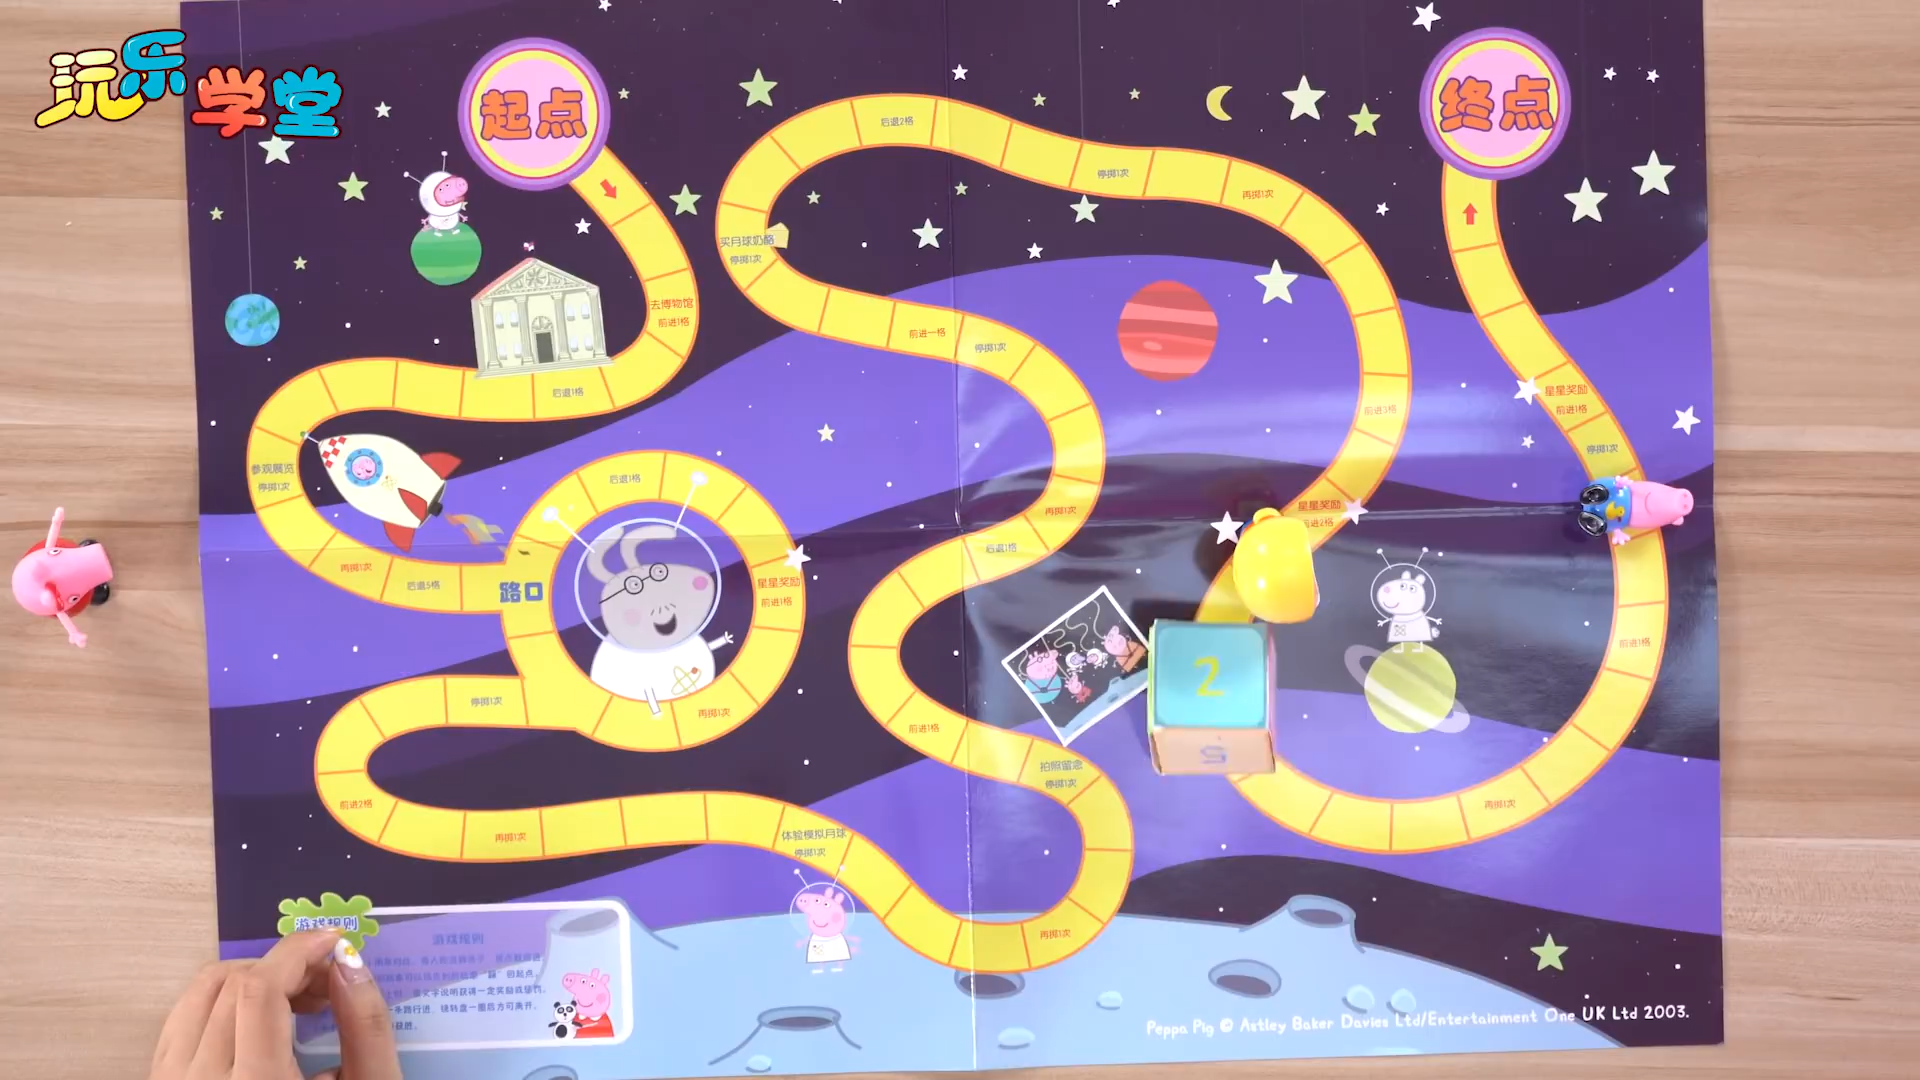 玩乐学堂
起点
终点
后退2格
停掷1次
再掷1次
买月球奶酪
停掷1次
去博物馆
前进1格
前进一格
停掷1次
后退1格
星星奖励
前进1格
前进3格
停掷1次
参观展览
停掷1次
后退1格
再掷1次
星星奖励
前进2格
后退1格
再掷1次
后退5格
路口
星星奖励
前进1格
前进1格
2
5
停掷1次
再掷1次
前进1格
拍照留念
停掷1次
前进2格
再掷1次
再掷1次
体验模拟月球
停掷1次
再掷1次
游戏规则
游戏规则
Peppa Pig © Astley Baker Davies Ltd/Entertainment One UK Ltd 2003.